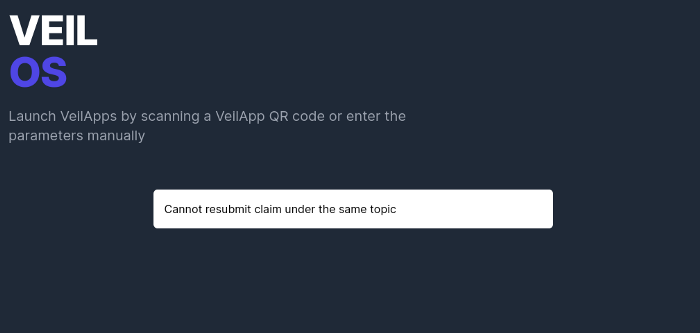 VEIL
OS
Launch VeilApps by scanning a VeilApp QR code or enter the
parameters manually
Cannot resubmit claim under the same topic